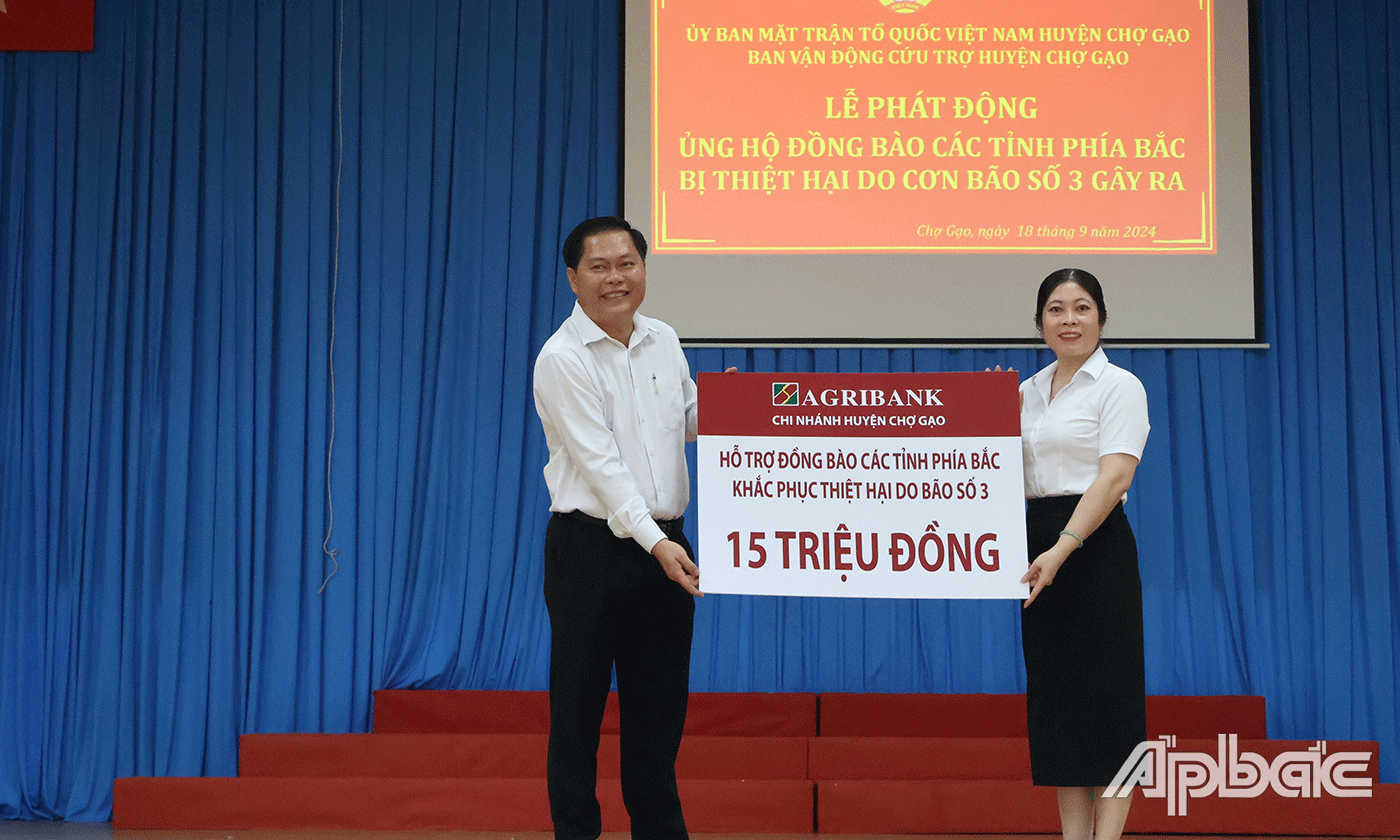 ỦY BAN MẶT TRẬN TỔ QUỐC VIỆT NAM HUYỆN CHỢ GẠO
BAN VẬN ĐỘNG CỨU TRỢ HUYỆN CHỢ GẠO
LỄ PHÁT ĐỘNG
ỦNG HỘ ĐỒNG BÀO CÁC TỈNH PHÍA BẮC
BỊ THIỆT HẠI DO CƠN BÃO SỐ 3 GÂY RA
Chợ Gạo, ngày 18 tháng 9 năm 2024
AGRIBANK
CHI NHÁNH HUYỆN CHỢ GẠO
HỖ TRỢ ĐỒNG BÀO CÁC TỈNH PHÍA BẮC
KHẮC PHỤC THIỆT HẠI DO BÃO SỐ 3
15 TRIỆU ĐỒNG
Ấpbắc